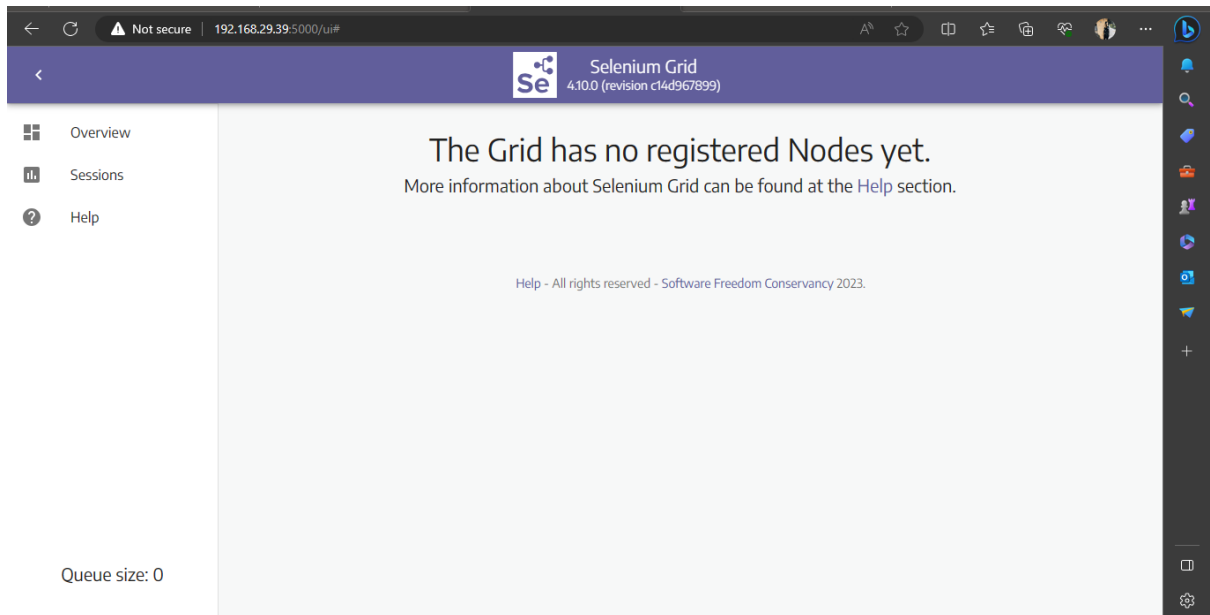 Not secure | 192.168.29.39:5000/ui#
Se
Selenium Grid
4.10.0 (revision c14d967899)
Overview
Sessions
Help
The Grid has no registered Nodes yet.
More information about Selenium Grid can be found at the Help section.
Help - All rights reserved - Software Freedom Conservancy 2023.
Queue size: 0